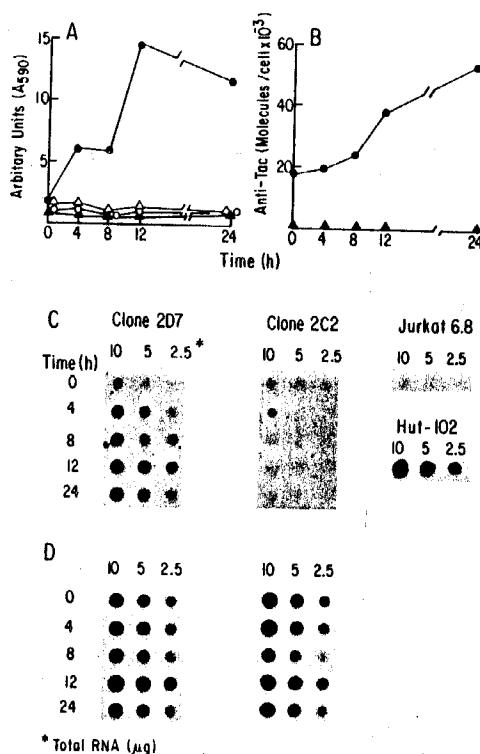 A
B
Arbitary Units (A590)
15
10
5
0 4 8 12 24
Anti-Tac (Molecules/cell x 10-3)
60
40
20
0 4 8 12 24
Time (h)
C
Clone 2D7
Clone 2C2
Jurkat 6.8
Time (h)
10 5 2.5*
10 5 2.5
10 5 2.5
0
4
8
12
24
Hut-102
10 5 2.5
D
10 5 2.5
10 5 2.5
0
4
8
12
24
* Total RNA (μg)